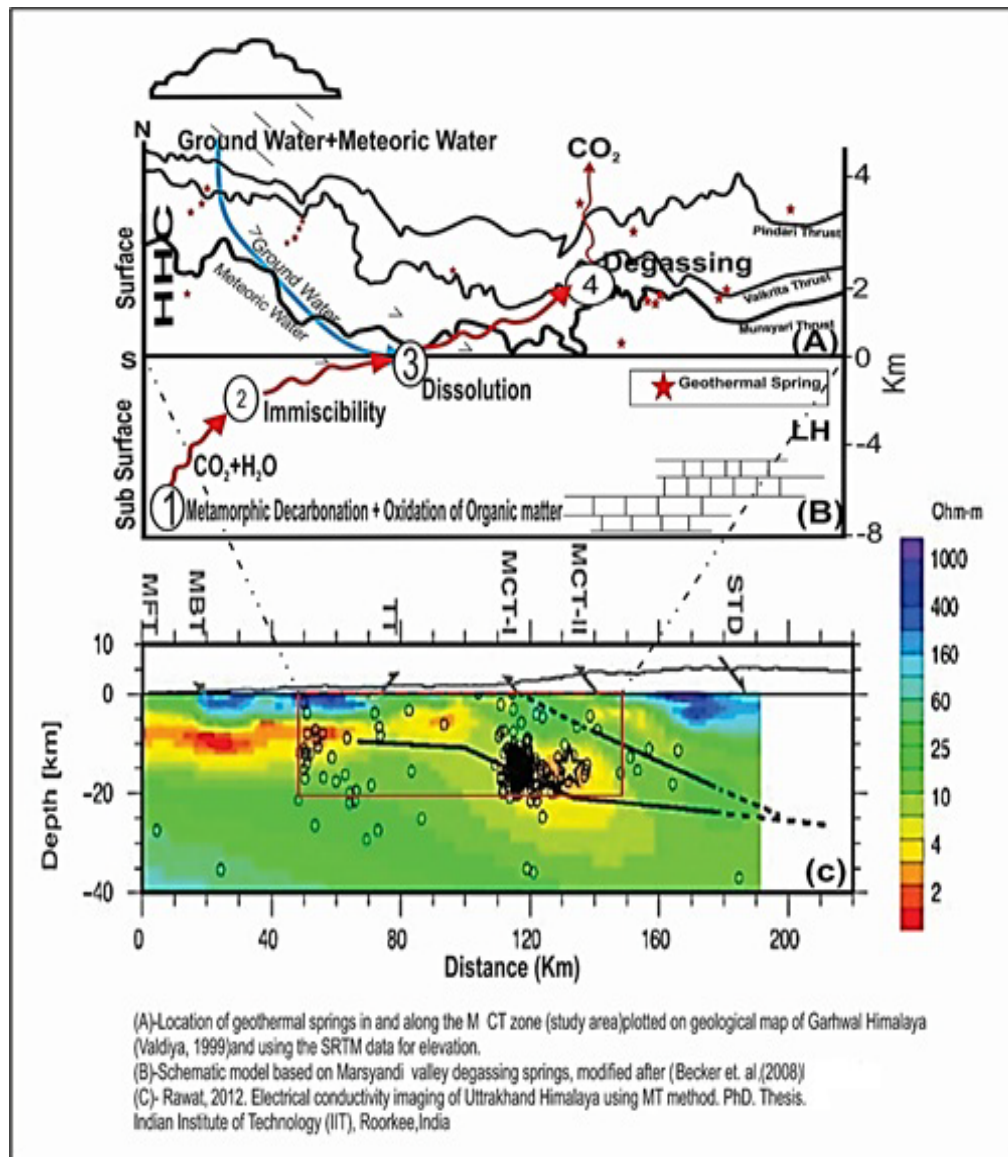 N
Ground Water+Meteoric Water
CO2
4
Pindari Thrust
HHC
Surface
Ground Water
Meteoric Water
Degassing
4
2
Vaikrita Thrust
Munsyari Thrust
(A)
S
3
0
Km
Dissolution
2
Immiscibility
Geothermal Spring
Sub Surface
CO2+H2O
LH
-4
1
Metamorphic Decarbonation + Oxidation of Organic matter
(B)
-8
Ohm-m
MFT
MBT
TT
MCT-I
MCT-II
STD
1000
400
160
60
25
10
4
2
10
0
-20
-40
Depth [km]
(c)
0
40
80
120
160
200
Distance (Km)
(A)-Location of geothermal springs in and along the M CT zone (study area)plotted on geological map of Garhwal Himalaya
(Valdiya, 1999)and using the SRTM data for elevation.
(B)-Schematic model based on Marsyandi valley degassing springs, modified after (Becker et. al,(2008)l
(C)- Rawat, 2012. Electrical conductivity imaging of Uttrakhand Himalaya using MT method. PhD. Thesis.
Indian Institute of Technology (IIT), Roorkee,India